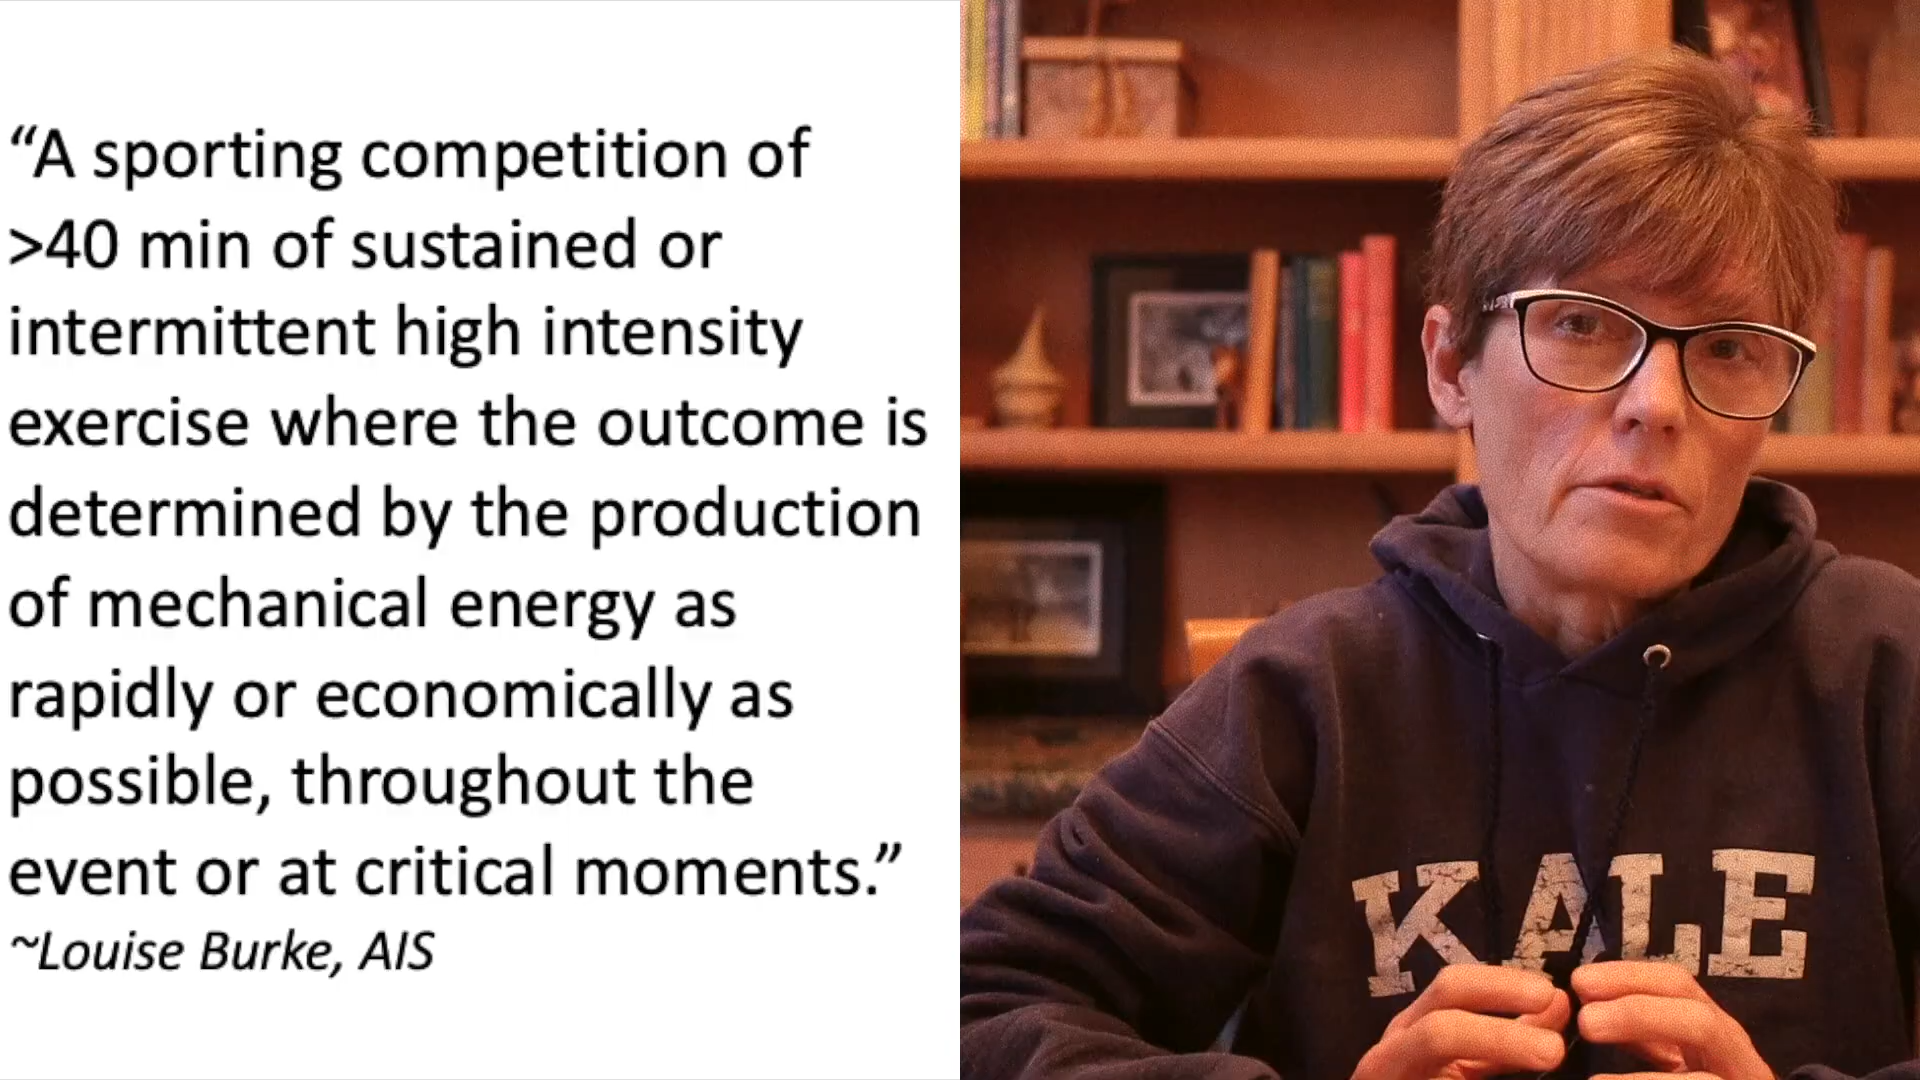 “A sporting competition of
>40 min of sustained or
intermittent high intensity
exercise where the outcome is
determined by the production
of mechanical energy as
rapidly or economically as
possible, throughout the
event or at critical moments.”
~Louise Burke, AIS
KALE